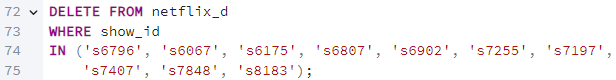 72 DELETE FROM netflix_d
73 WHERE show_id
74 IN ('s6796', 's6067', 's6175', 's6807', 's6902', 's7255', 's7197',
75 's7407', 's7848', 's8183');